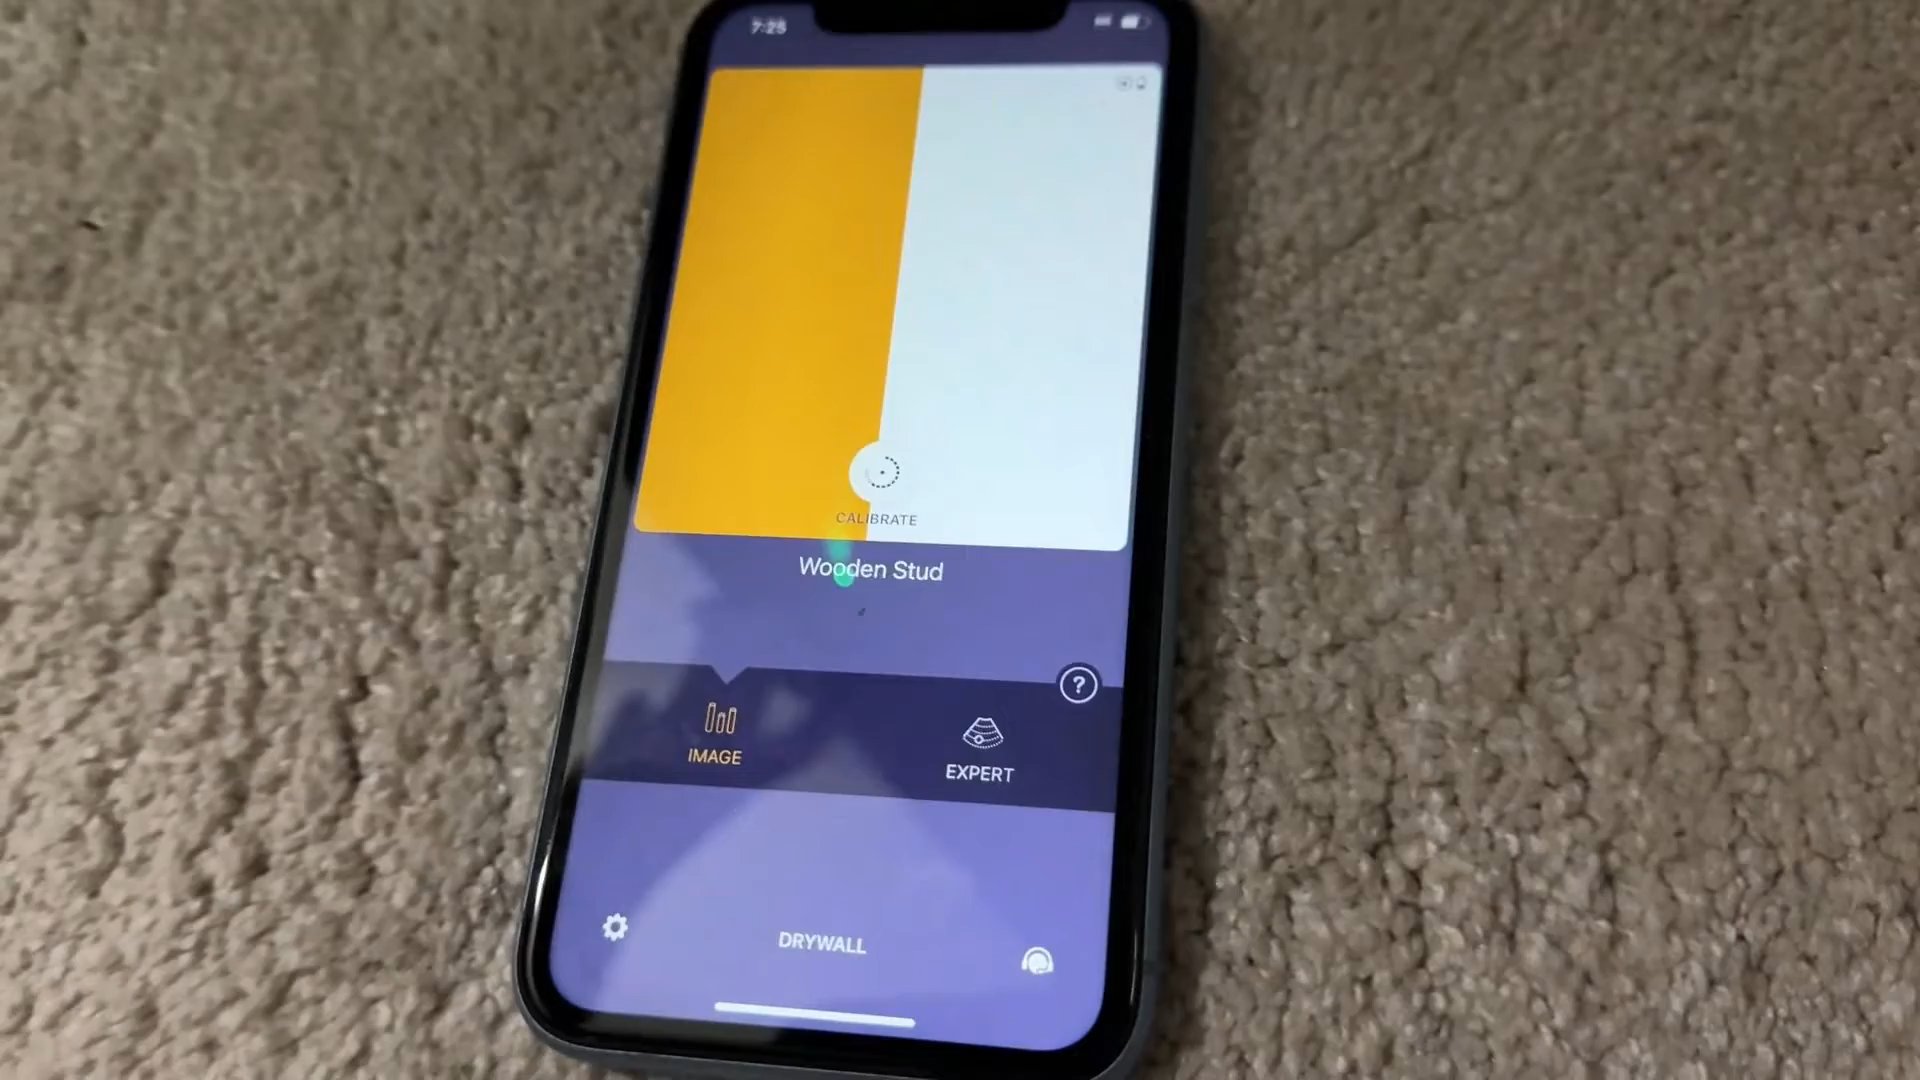 7:25
CALIBRATE
Wooden Stud
?
IMAGE
EXPERT
DRYWALL